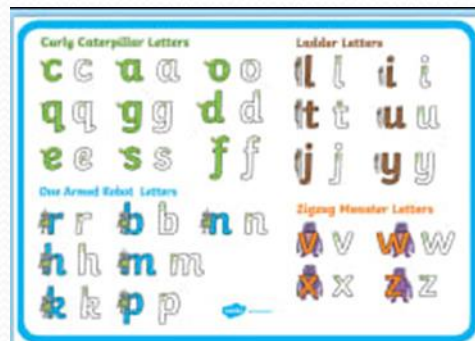 Curly Caterpillar Letters
c c a a o o
q q g g d d
e e s s f f
Ladder Letters
l l i i
t t u u
j j y y
One Armed Robot Letters
r r b b n n
h h m m
k k p p
Zigzag Monster Letters
v v w w
x x z z